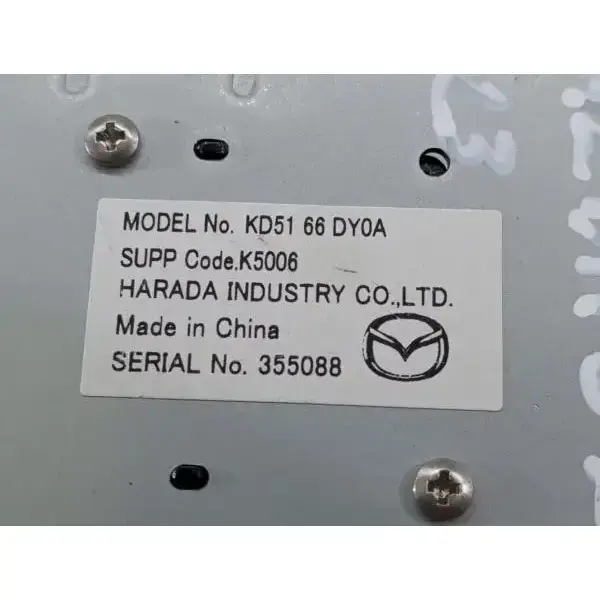 MODEL No. KD51 66 DY0A
SUPP Code.K5006
HARADA INDUSTRY CO.,LTD.
Made in China
SERIAL No. 355088